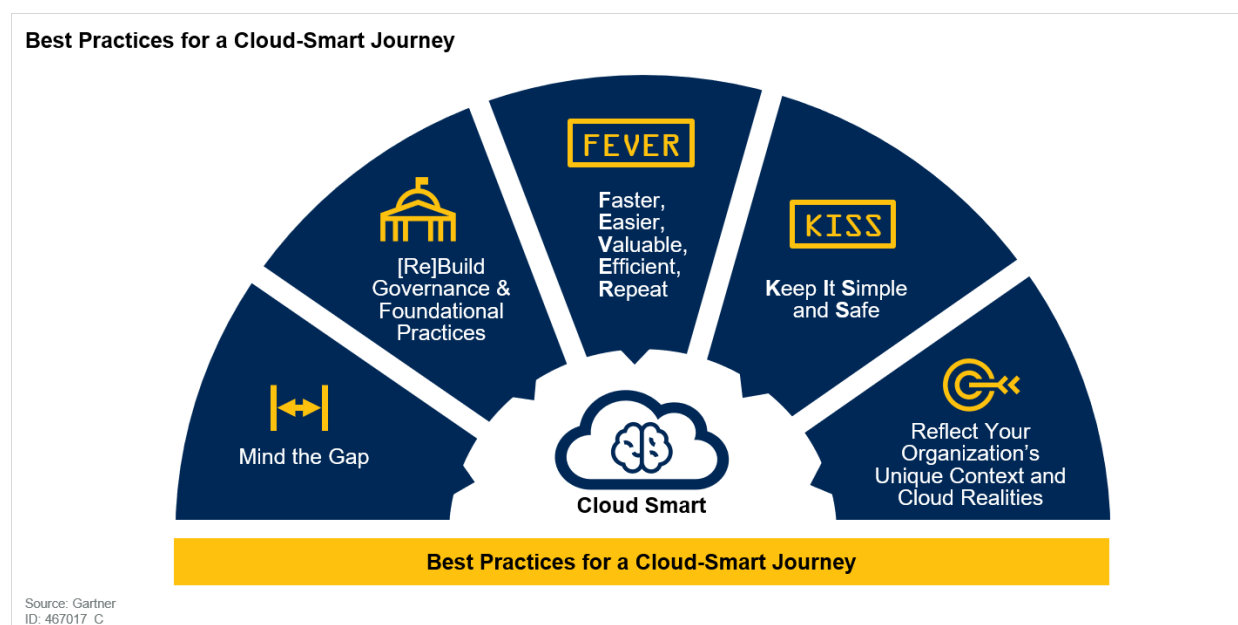 Best Practices for a Cloud-Smart Journey
Mind the Gap
[Re]Build
Governance &
Foundational
Practices
FEVER
Faster,
Easier,
Valuable,
Efficient,
Repeat
KISS
Keep It Simple
and Safe
Reflect Your
Organization's
Unique Context and
Cloud Realities
Cloud Smart
Best Practices for a Cloud-Smart Journey
Source: Gartner
ID: 467017_C